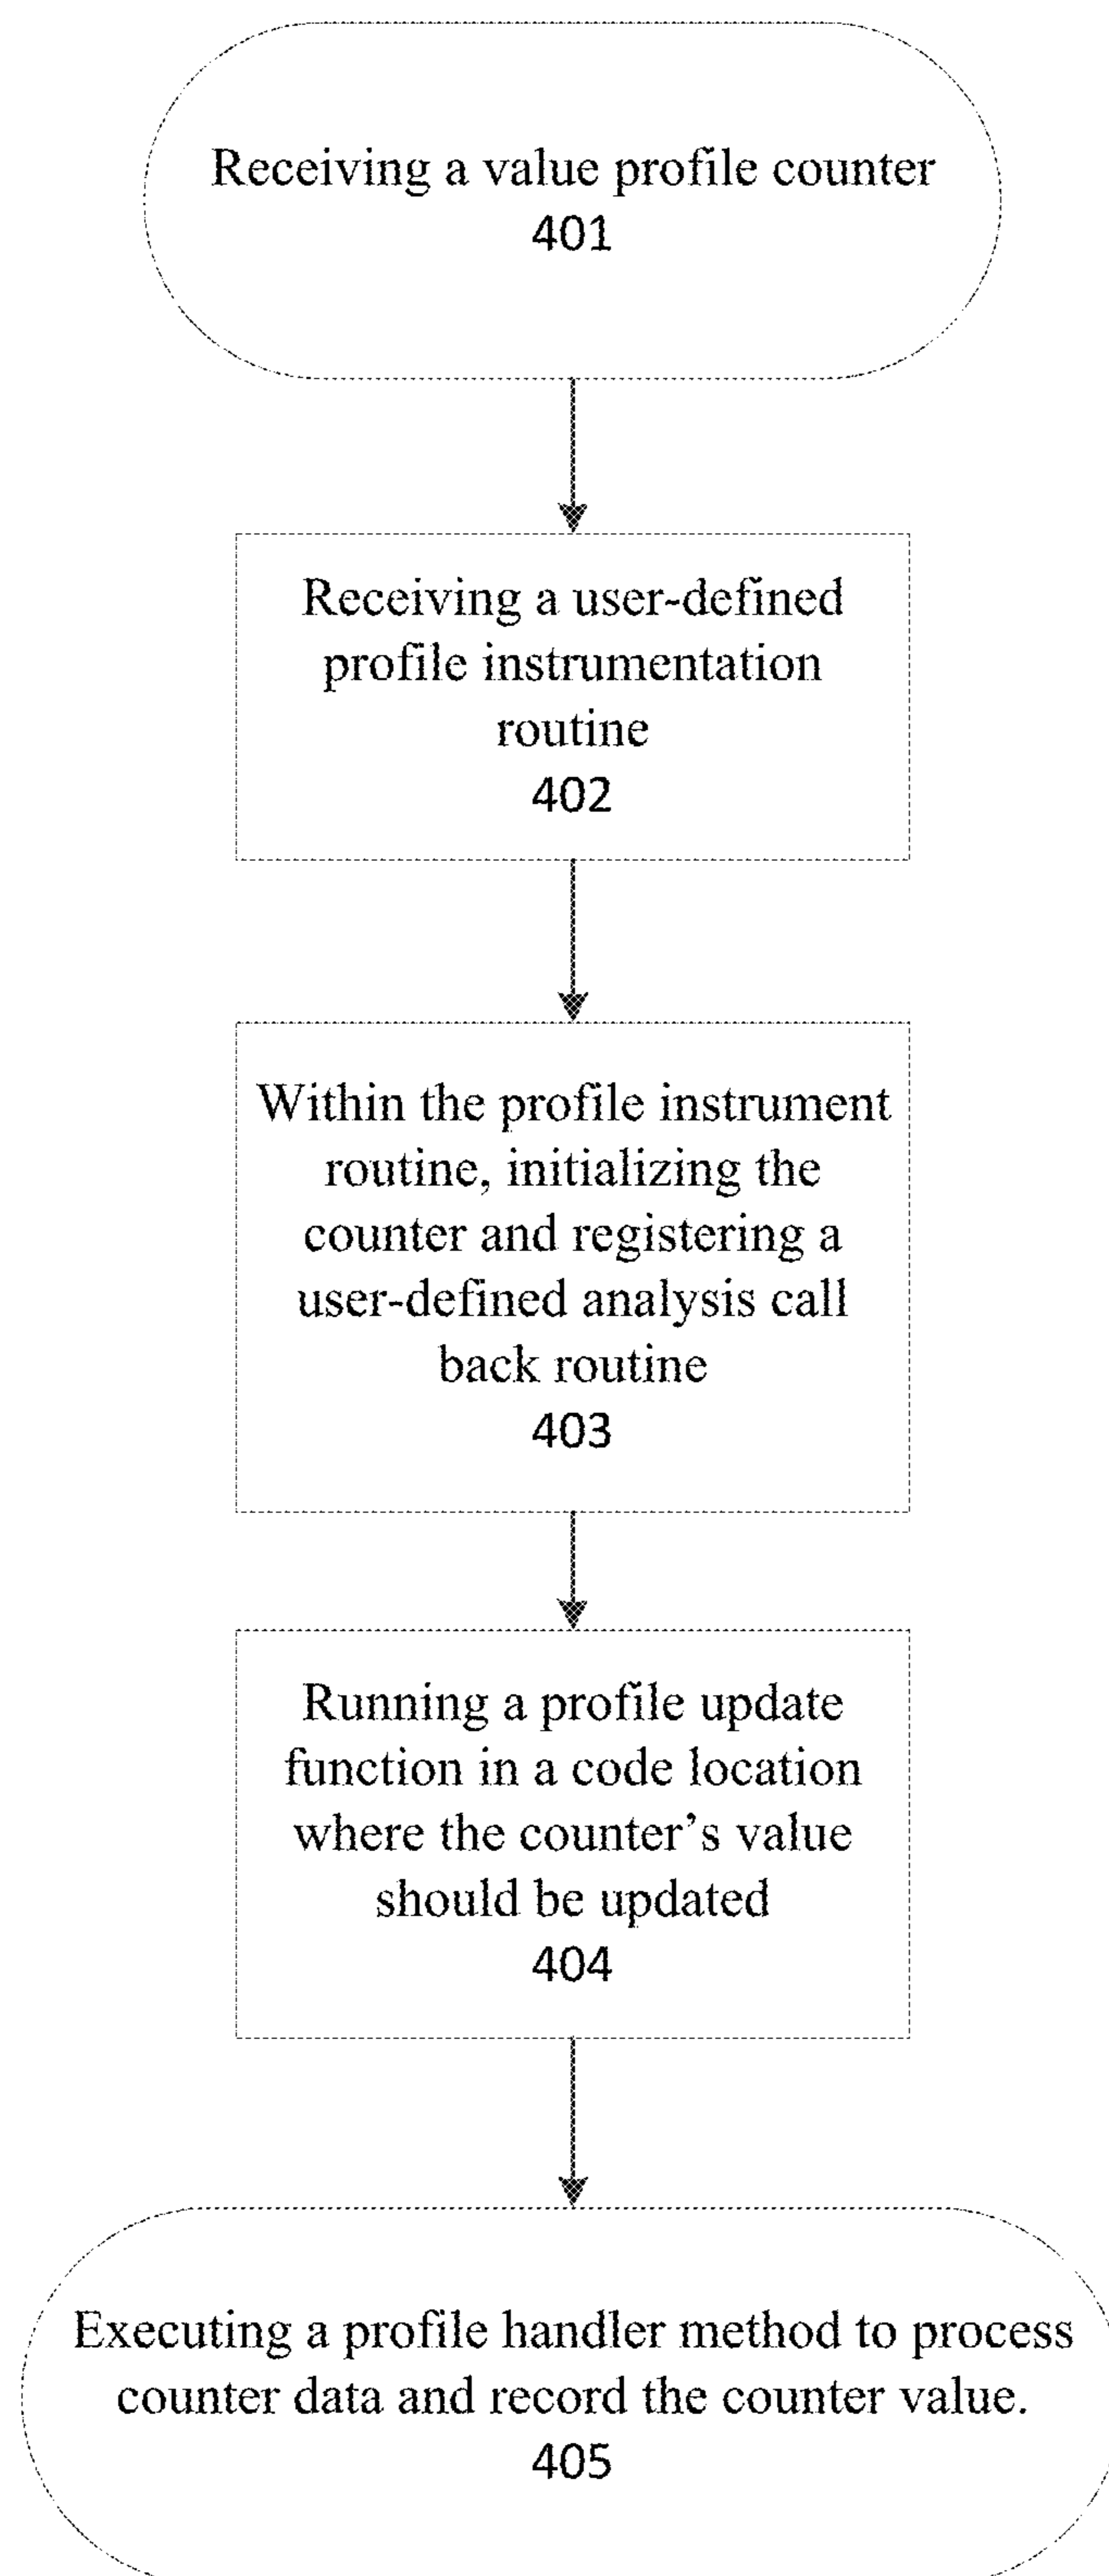 Receiving a value profile counter
401
Receiving a user-defined
profile instrumentation
routine
402
Within the profile instrument
routine, initializing the
counter and registering a
user-defined analysis call
back routine
403
Running a profile update
function in a code location
where the counter’s value
should be updated
404
Executing a profile handler method to process
counter data and record the counter value.
405